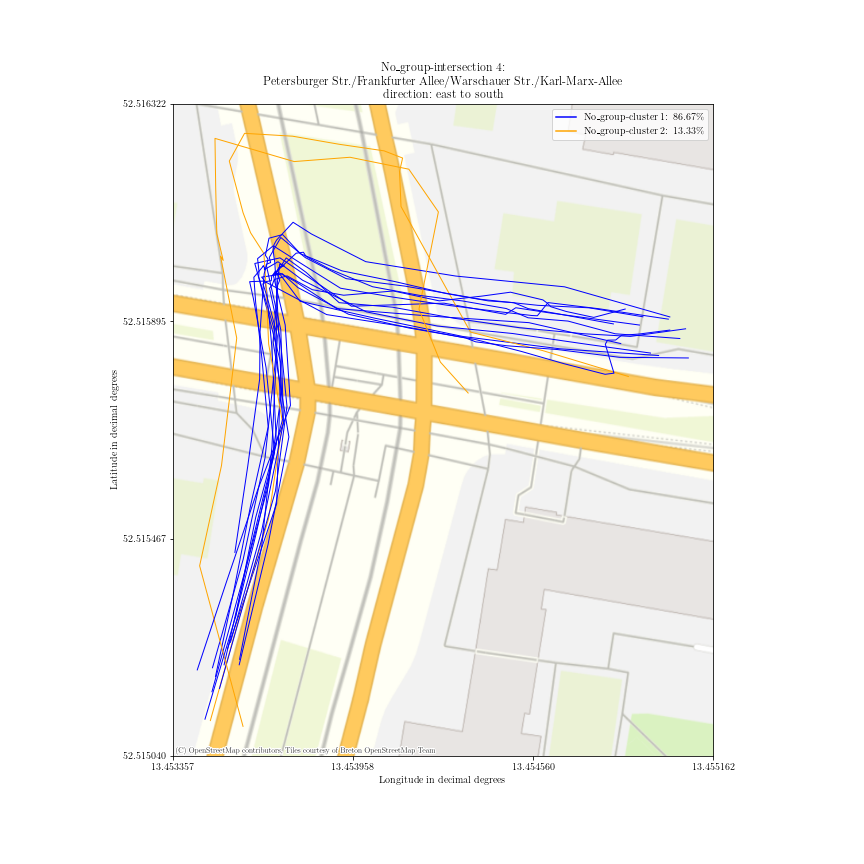 No_group-intersection 4:
Petersburger Str./Frankfurter Allee/Warschauer Str./Karl-Marx-Allee
direction: east to south
No_group-cluster 1: 86.67%
No_group-cluster 2: 13.33%
52.516322
52.515895
52.515467
52.515040
Latitude in decimal degrees
(C) OpenStreetMap contributors, Tiles courtesy of Breton OpenStreetMap Team
13.453357
13.453958
13.454560
13.455162
Longitude in decimal degrees